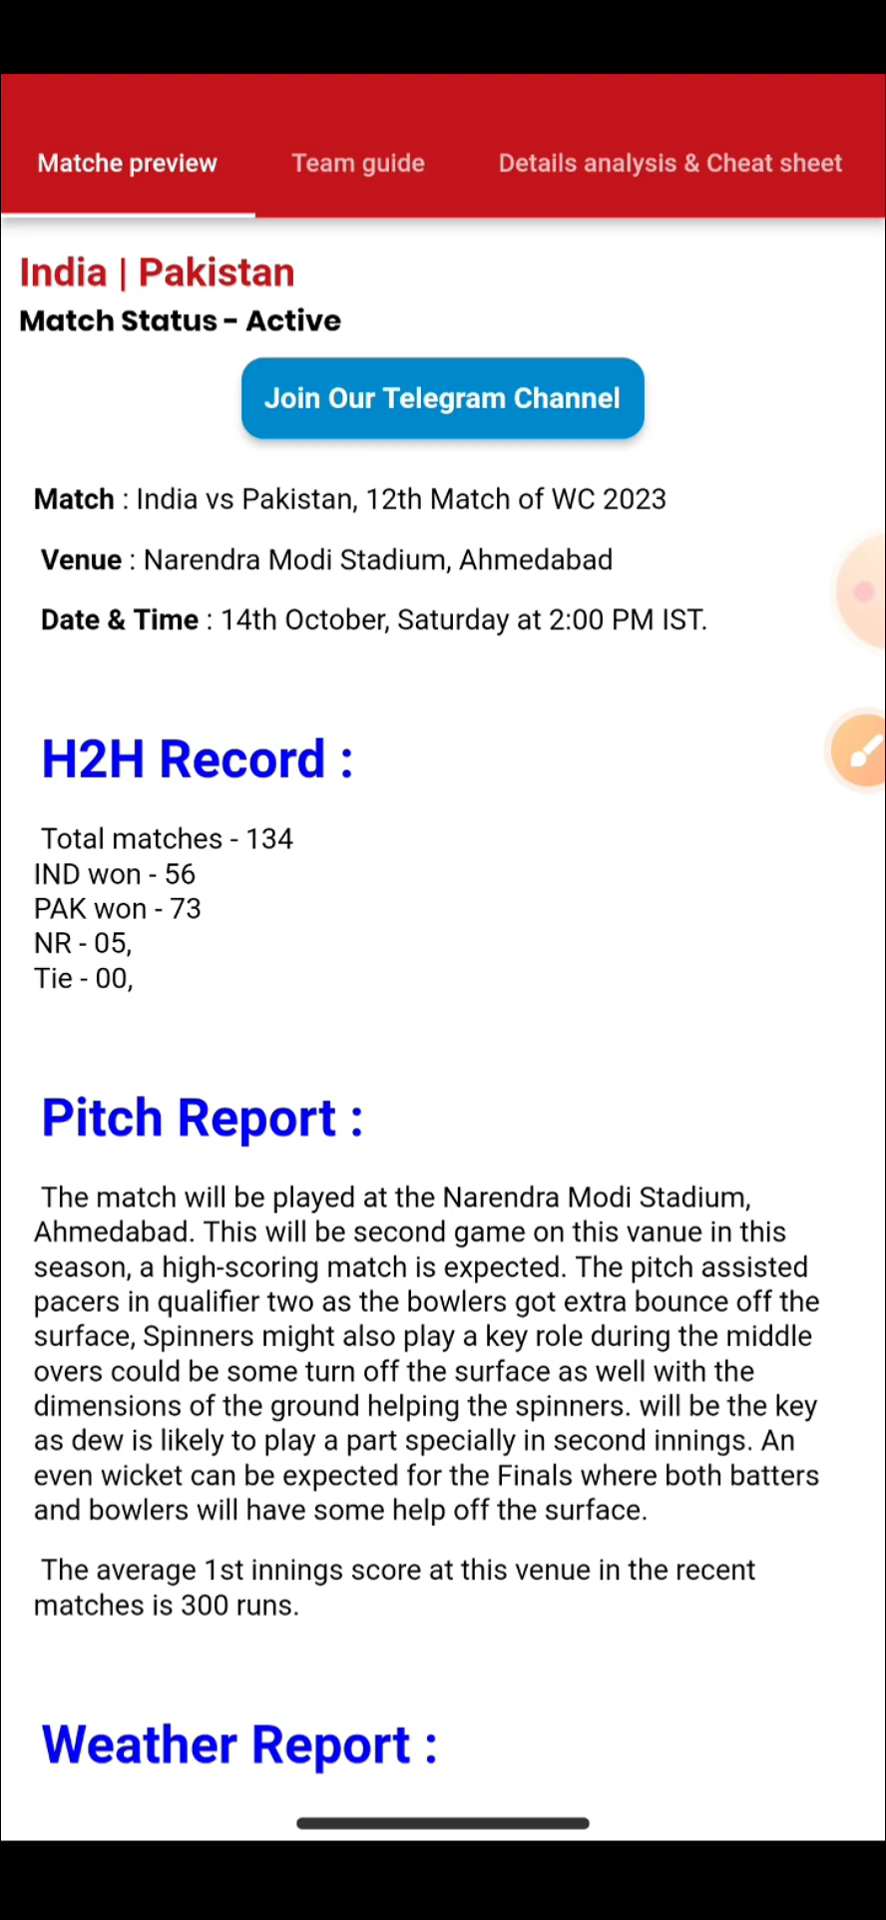 Matche preview Team guide Details analysis & Cheat sheet
India | Pakistan
Match Status - Active
Join Our Telegram Channel
Match : India vs Pakistan, 12th Match of WC 2023
Venue : Narendra Modi Stadium, Ahmedabad
Date & Time : 14th October, Saturday at 2:00 PM IST.
H2H Record :
Total matches - 134
IND won - 56
PAK won - 73
NR - 05,
Tie - 00,
Pitch Report :
The match will be played at the Narendra Modi Stadium,
Ahmedabad. This will be second game on this vanue in this
season, a high-scoring match is expected. The pitch assisted
pacers in qualifier two as the bowlers got extra bounce off the
surface, Spinners might also play a key role during the middle
overs could be some turn off the surface as well with the
dimensions of the ground helping the spinners. will be the key
as dew is likely to play a part specially in second innings. An
even wicket can be expected for the Finals where both batters
and bowlers will have some help off the surface.
The average 1st innings score at this venue in the recent
matches is 300 runs.
Weather Report :